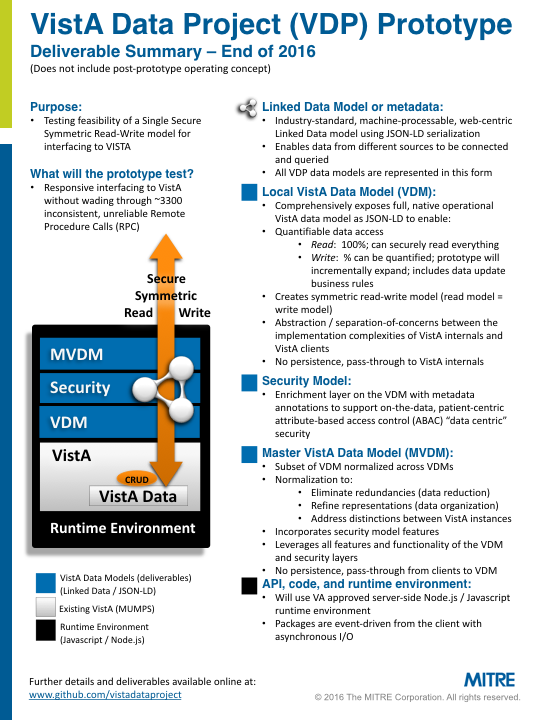 VistA Data Project (VDP) Prototype
Deliverable Summary – End of 2016
(Does not include post-prototype operating concept)
Purpose:
• Testing feasibility of a Single Secure
Symmetric Read-Write model for
interfacing to VISTA
What will the prototype test?
• Responsive interfacing to VistA
without wading through ~3300
inconsistent, unreliable Remote
Procedure Calls (RPC)
Secure
Symmetric
Read Write
MVDM
Security
VDM
VistA
CRUD
VistA Data
Runtime Environment
VistA Data Models (deliverables)
(Linked Data / JSON-LD)
Existing VistA (MUMPS)
Runtime Environment
(Javascript / Node.js)
Linked Data Model or metadata:
• Industry-standard, machine-processable, web-centric
Linked Data model using JSON-LD serialization
• Enables data from different sources to be connected
and queried
• All VDP data models are represented in this form
Local VistA Data Model (VDM):
• Comprehensively exposes full, native operational
VistA data model as JSON-LD to enable:
• Quantifiable data access
• Read: 100%; can securely read everything
• Write: % can be quantified; prototype will
incrementally expand; includes data update
business rules
• Creates symmetric read-write model (read model =
write model)
• Abstraction / separation-of-concerns between the
implementation complexities of VistA internals and
VistA clients
• No persistence, pass-through to VistA internals
Security Model:
• Enrichment layer on the VDM with metadata
annotations to support on-the-data, patient-centric
attribute-based access control (ABAC) “data centric”
security
Master VistA Data Model (MVDM):
• Subset of VDM normalized across VDMs
• Normalization to:
• Eliminate redundancies (data reduction)
• Refine representations (data organization)
• Address distinctions between VistA instances
• Incorporates security model features
• Leverages all features and functionality of the VDM
and security layers
• No persistence, pass-through from clients to VDM
API, code, and runtime environment:
• Will use VA approved server-side Node.js / Javascript
runtime environment
• Packages are event-driven from the client with
asynchronous I/O
Further details and deliverables available online at:
www.github.com/vistadataproject
MITRE
© 2016 The MITRE Corporation. All rights reserved.